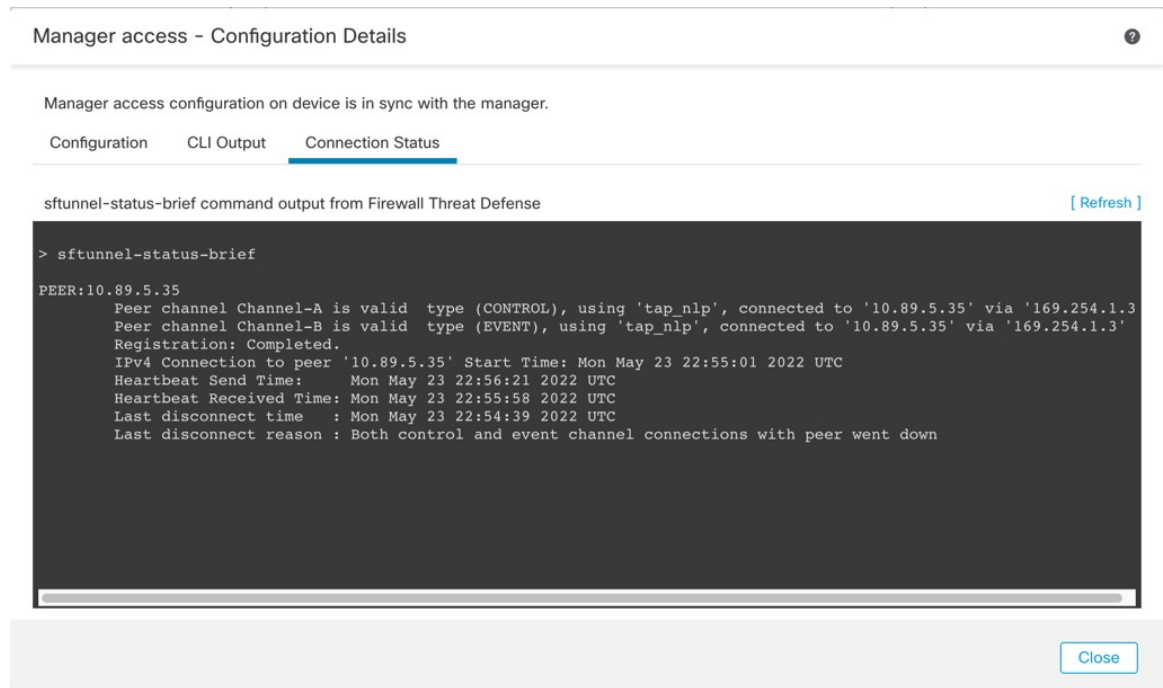 Manager access - Configuration Details
?
Manager access configuration on device is in sync with the manager.
Configuration CLI Output Connection Status
sftunnel-status-brief command output from Firewall Threat Defense [ Refresh ]
> sftunnel-status-brief
PEER:10.89.5.35
Peer channel Channel-A is valid  type (CONTROL), using 'tap_nlp', connected to '10.89.5.35' via '169.254.1.3
Peer channel Channel-B is valid  type (EVENT), using 'tap_nlp', connected to '10.89.5.35' via '169.254.1.3'
Registration: Completed.
IPv4 Connection to peer '10.89.5.35' Start Time: Mon May 23 22:55:01 2022 UTC
Heartbeat Send Time:     Mon May 23 22:56:21 2022 UTC
Heartbeat Received Time: Mon May 23 22:55:58 2022 UTC
Last disconnect time   : Mon May 23 22:54:39 2022 UTC
Last disconnect reason : Both control and event channel connections with peer went down
Close